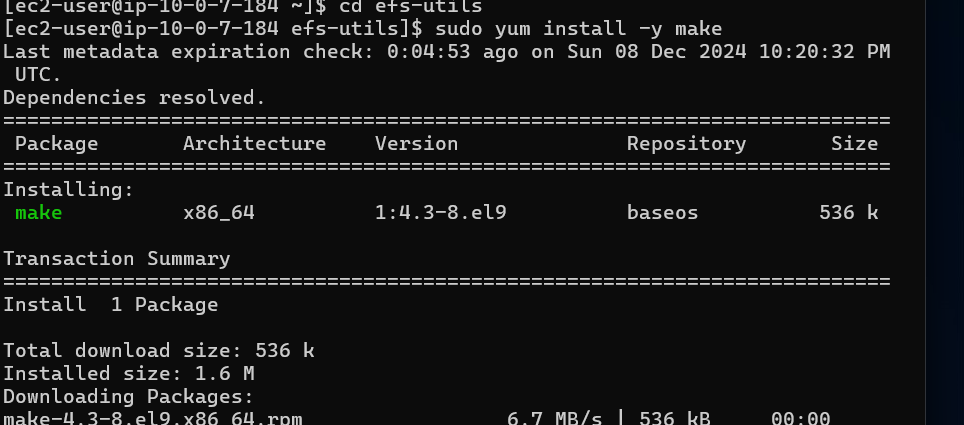 [ec2-user@ip-10-0-7-184 ~]$ cd efs-utils
[ec2-user@ip-10-0-7-184 efs-utils]$ sudo yum install -y make
Last metadata expiration check: 0:04:53 ago on Sun 08 Dec 2024 10:20:32 PM
 UTC.
Dependencies resolved.
==========================================================================
 Package       Architecture    Version              Repository       Size
==========================================================================
Installing:
 make          x86_64          1:4.3-8.el9          baseos          536 k

Transaction Summary
==========================================================================
Install  1 Package

Total download size: 536 k
Installed size: 1.6 M
Downloading Packages:
make-4.3-8.el9.x86_64.rpm                 6.7 MB/s | 536 kB     00:00